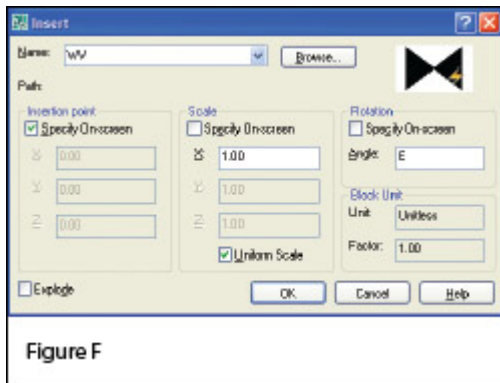 Insert
Name: WV Browse...
Path:
Insertion point
Specify On-screen
X: 0.00
Y: 0.00
Z: 0.00
Scale
Specify On-screen
X: 1.00
Y: 1.00
Z: 1.00
Uniform Scale
Rotation
Specify On-screen
Angle: E
Block Unit
Unit: Unitless
Factor: 1.00
Explode
OK Cancel Help
Figure F